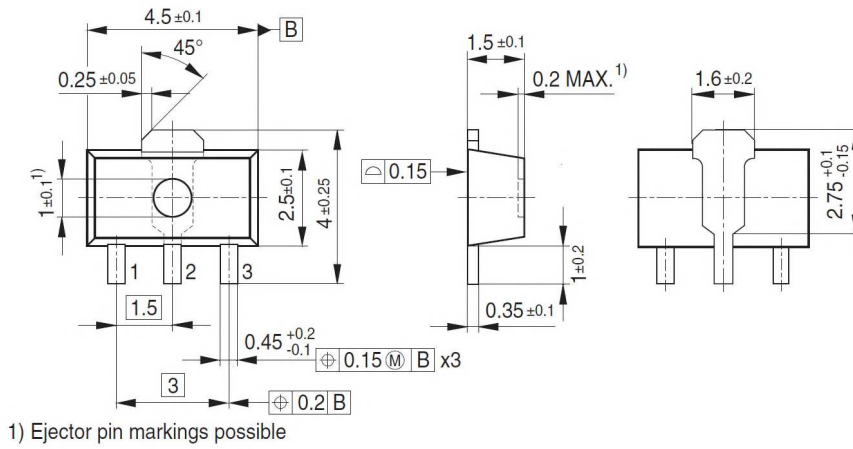 4.5 ±0.1
B
45°
0.25 ±0.05
1 ±0.1 1)
2.5 ±0.1
4 ±0.25
1
2
3
1.5
0.45 +0.2 -0.1
⌖ 0.15 Ⓜ B x3
3
⌖ 0.2 B
1.5 ±0.1
0.2 MAX. 1)
⌓ 0.15
1 ±0.2
0.35 ±0.1
1.6 ±0.2
2.75 +0.1 -0.15
1) Ejector pin markings possible